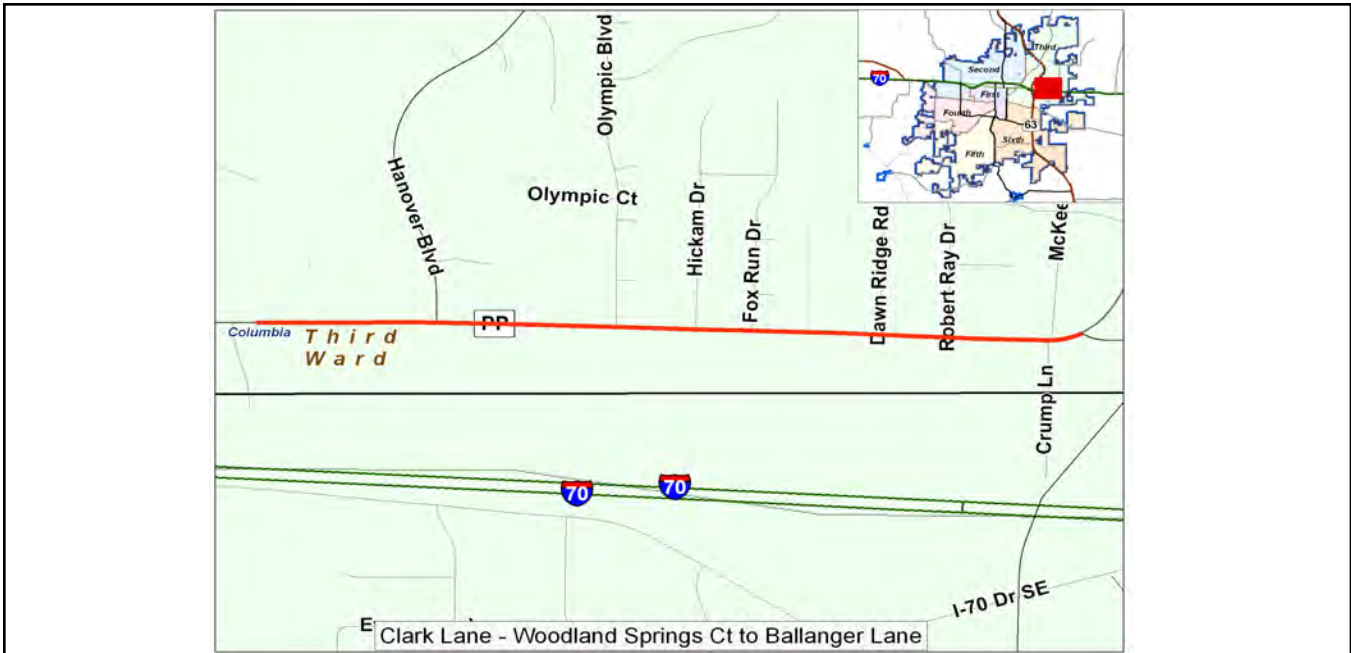 Olympic Blvd
Hanover Blvd
Olympic Ct
Hickam Dr
Fox Run Dr
Dawn Ridge Rd
Robert Ray Dr
McKee
Third
Second
70
First
Fourth
63
Sixth
Fifth
PP
Columbia
Third
Ward
Crump Ln
70
70
I-70 Dr SE
Clark Lane - Woodland Springs Ct to Ballanger Lane